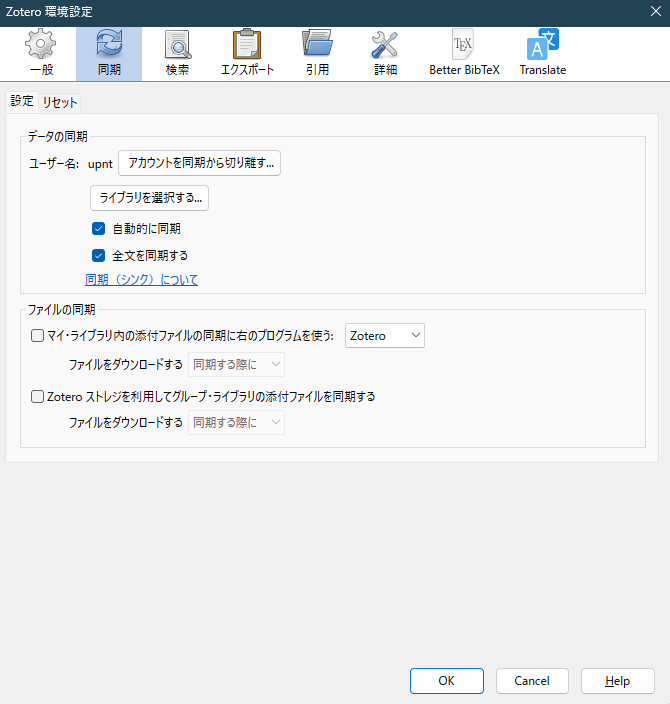 Zotero 環境設定
一般 同期 検索 エクスポート 引用 詳細 Better BibTeX Translate
設定 リセット
データの同期
ユーザー名: upnt アカウントを同期から切り離す...
ライブラリを選択する...
自動的に同期
全文を同期する
同期（シンク）について
ファイルの同期
マイ・ライブラリ内の添付ファイルの同期に右のプログラムを使う: Zotero
ファイルをダウンロードする 同期する際に
Zotero ストレジを利用してグループ・ライブラリの添付ファイルを同期する
ファイルをダウンロードする 同期する際に
OK Cancel Help